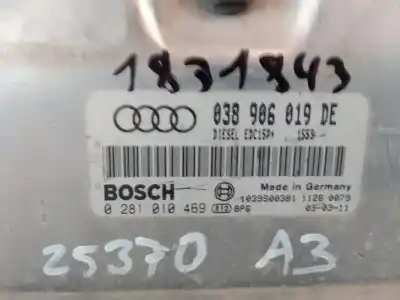 1831843
038 906 019 DE
DIESEL EDC15P+
BOSCH
Made in Germany
0 281 010 469
25370 A3